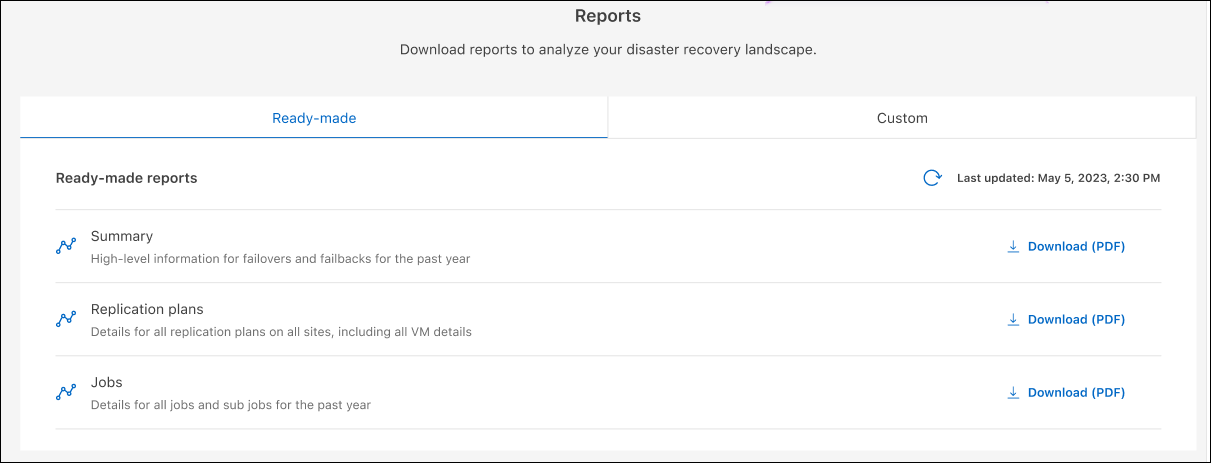 Reports
Download reports to analyze your disaster recovery landscape.
Ready-made
Custom
Ready-made reports
Last updated: May 5, 2023, 2:30 PM
Summary
High-level information for failovers and failbacks for the past year
Download (PDF)
Replication plans
Details for all replication plans on all sites, including all VM details
Download (PDF)
Jobs
Details for all jobs and sub jobs for the past year
Download (PDF)